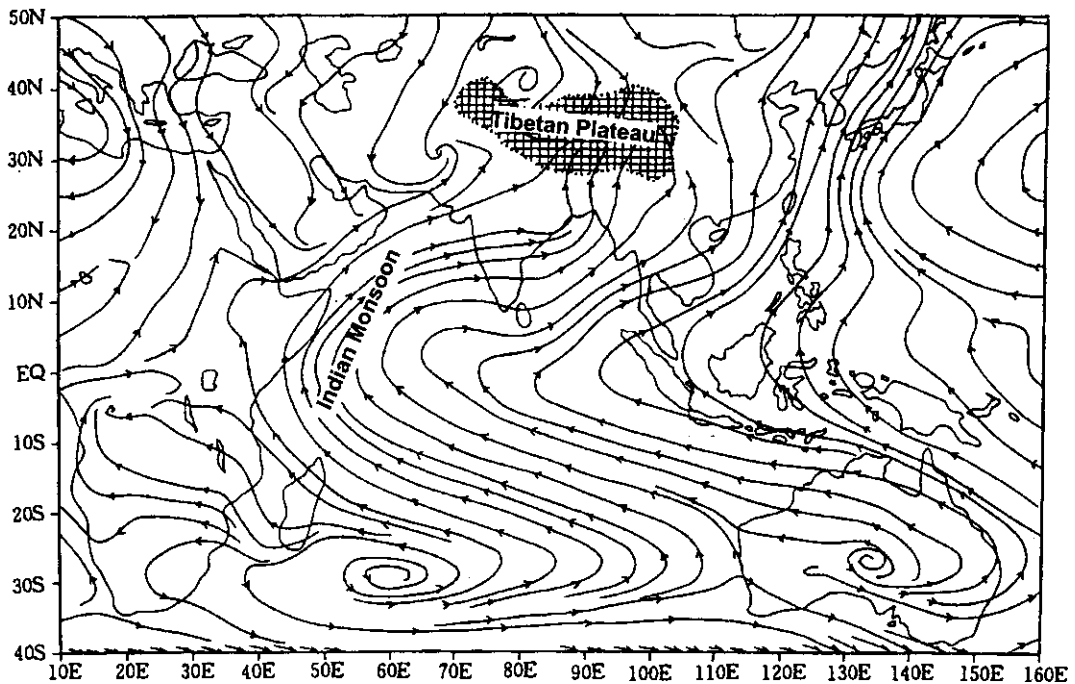 50N
40N
Tibetan Plateau
30N
20N
Indian Monsoon
10N
EQ
10S
20S
30S
40S
10E 20E 30E 40E 50E 60E 70E 80E 90E 100E 110E 120E 130E 140E 150E 160E